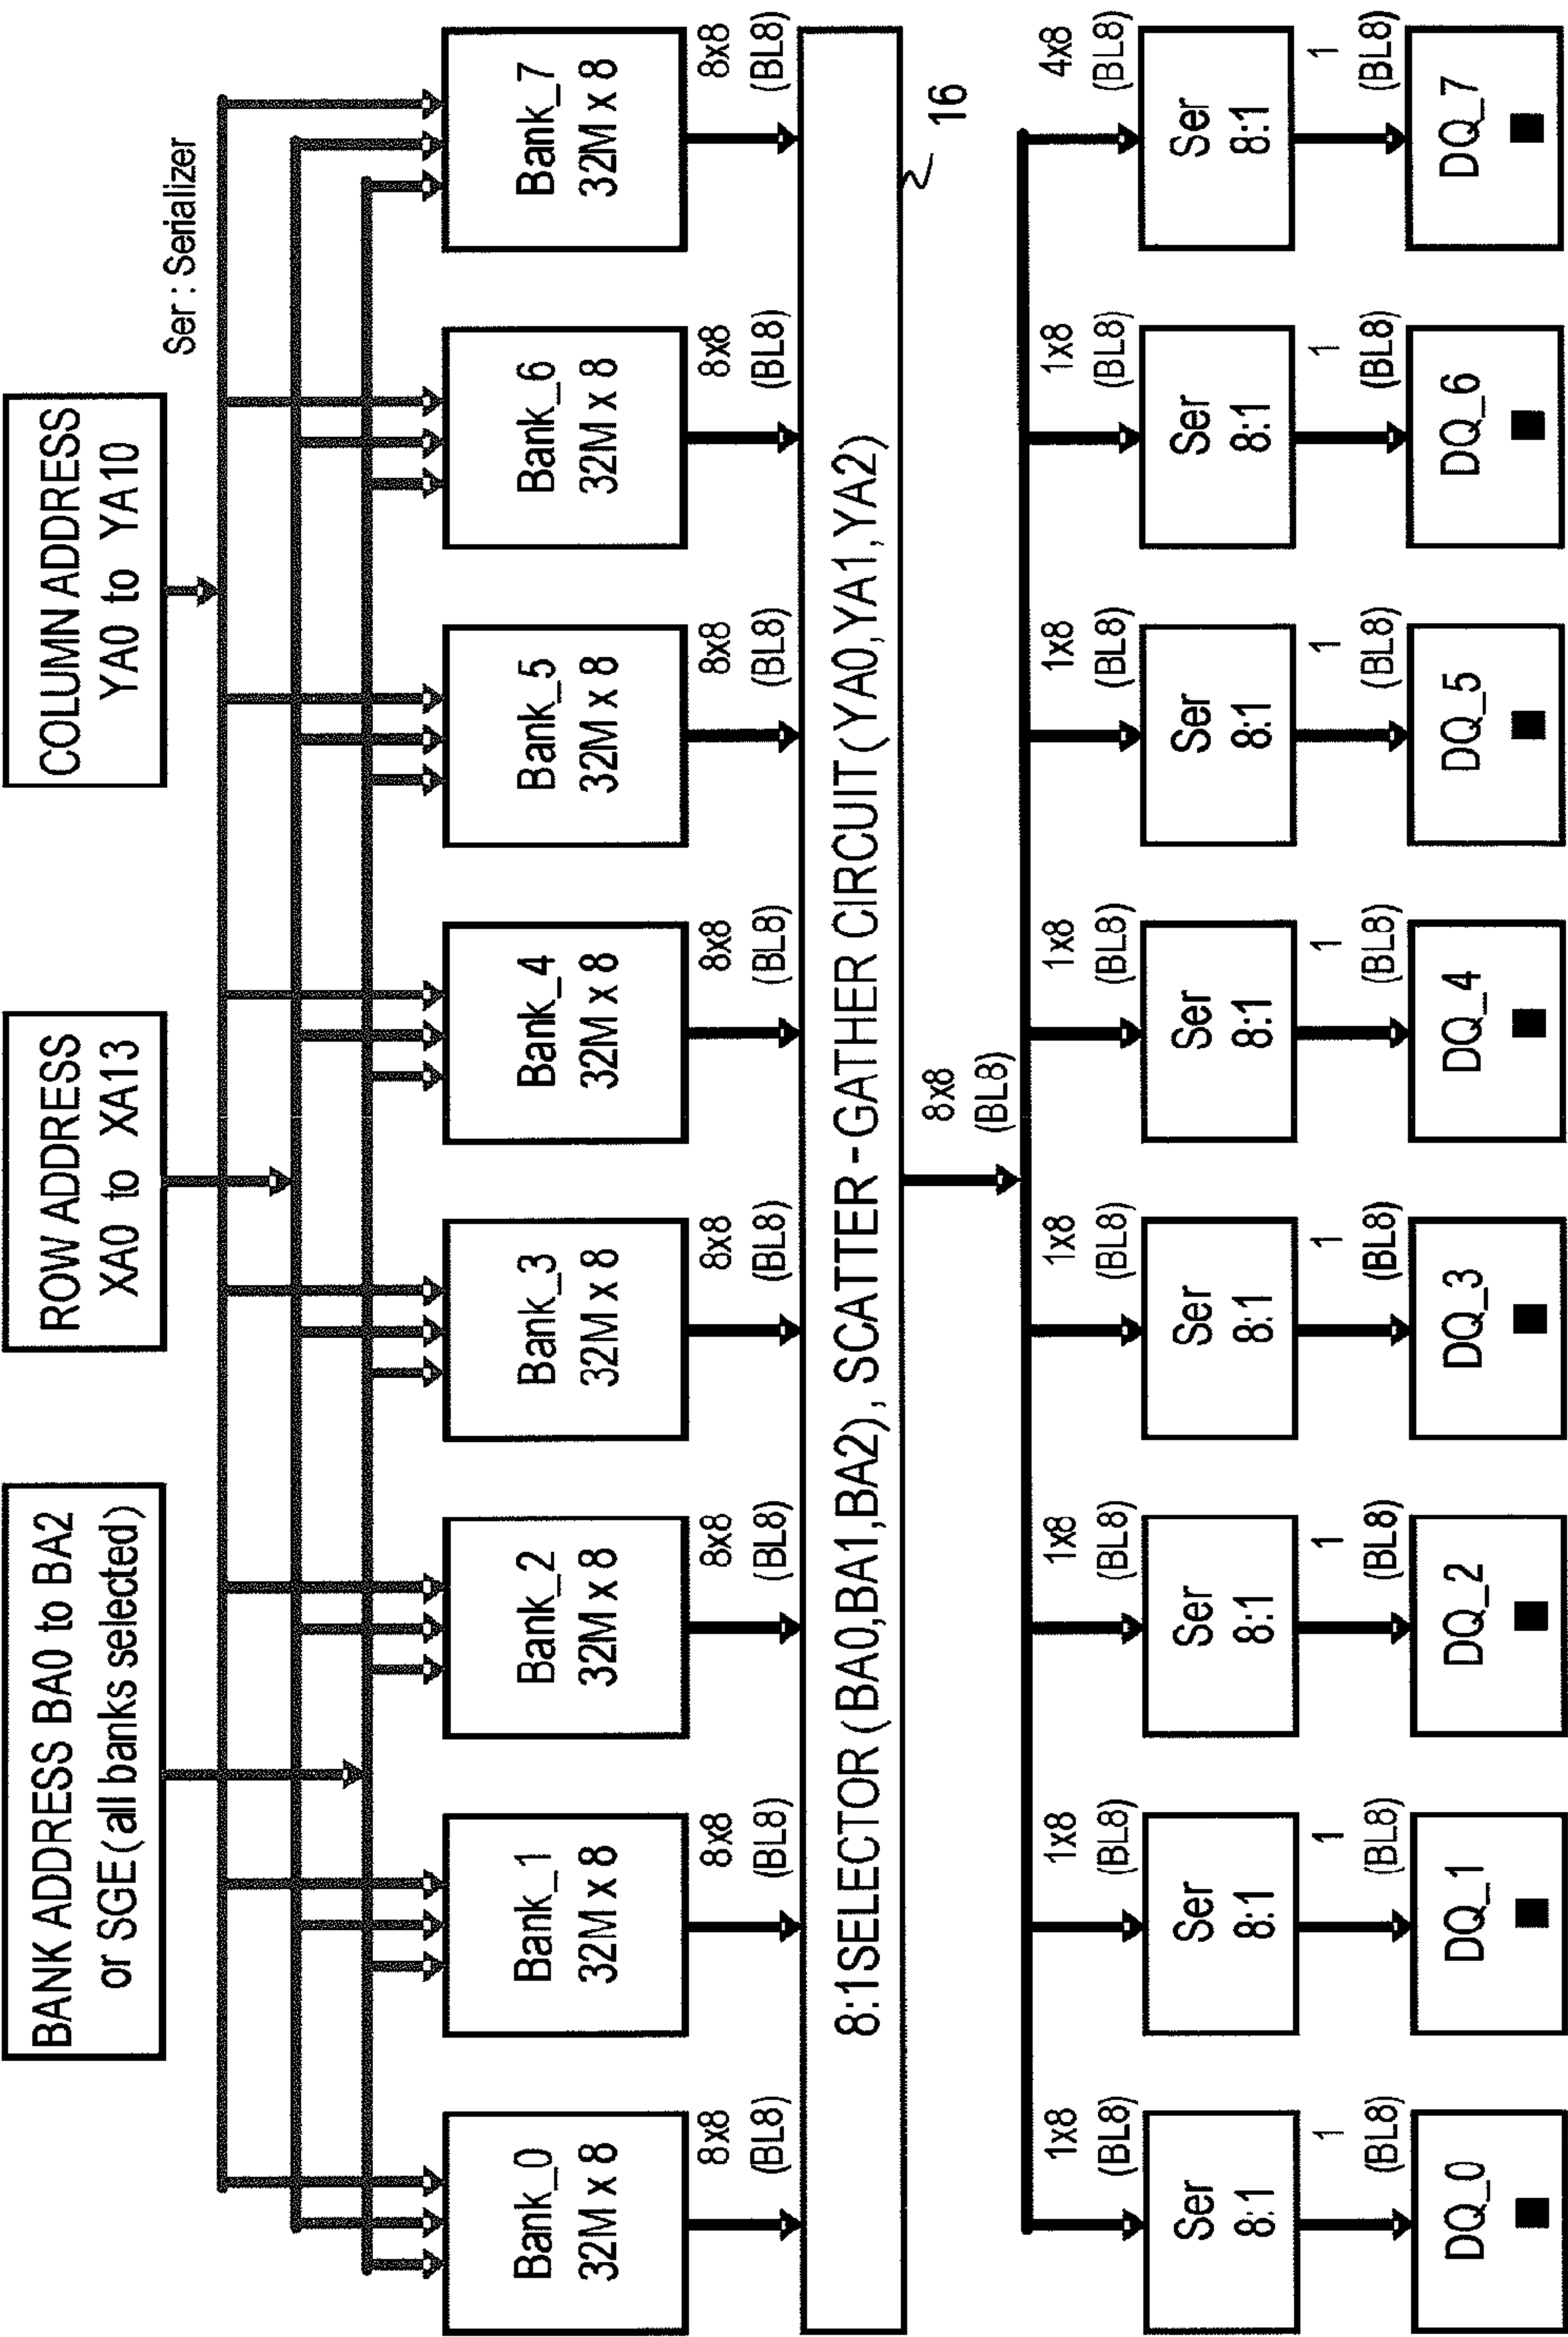 BANK ADDRESS BA0 to BA2
or SGE (all banks selected)
ROW ADDRESS
XA0 to XA13
COLUMN ADDRESS
YA0 to YA10
Ser : Serializer
Bank_0
32M x 8
Bank_1
32M x 8
Bank_2
32M x 8
Bank_3
32M x 8
Bank_4
32M x 8
Bank_5
32M x 8
Bank_6
32M x 8
Bank_7
32M x 8
8x8
(BL8)
8x8
(BL8)
8x8
(BL8)
8x8
(BL8)
8x8
(BL8)
8x8
(BL8)
8x8
(BL8)
8x8
(BL8)
8:1SELECTOR (BA0,BA1,BA2), SCATTER-GATHER CIRCUIT (YA0,YA1,YA2)
16
8x8
(BL8)
1x8
(BL8)
1x8
(BL8)
1x8
(BL8)
1x8
(BL8)
1x8
(BL8)
1x8
(BL8)
1x8
(BL8)
4x8
(BL8)
Ser
8:1
Ser
8:1
Ser
8:1
Ser
8:1
Ser
8:1
Ser
8:1
Ser
8:1
Ser
8:1
1
(BL8)
1
(BL8)
1
(BL8)
1
(BL8)
1
(BL8)
1
(BL8)
1
(BL8)
1
(BL8)
DQ_0
DQ_1
DQ_2
DQ_3
DQ_4
DQ_5
DQ_6
DQ_7